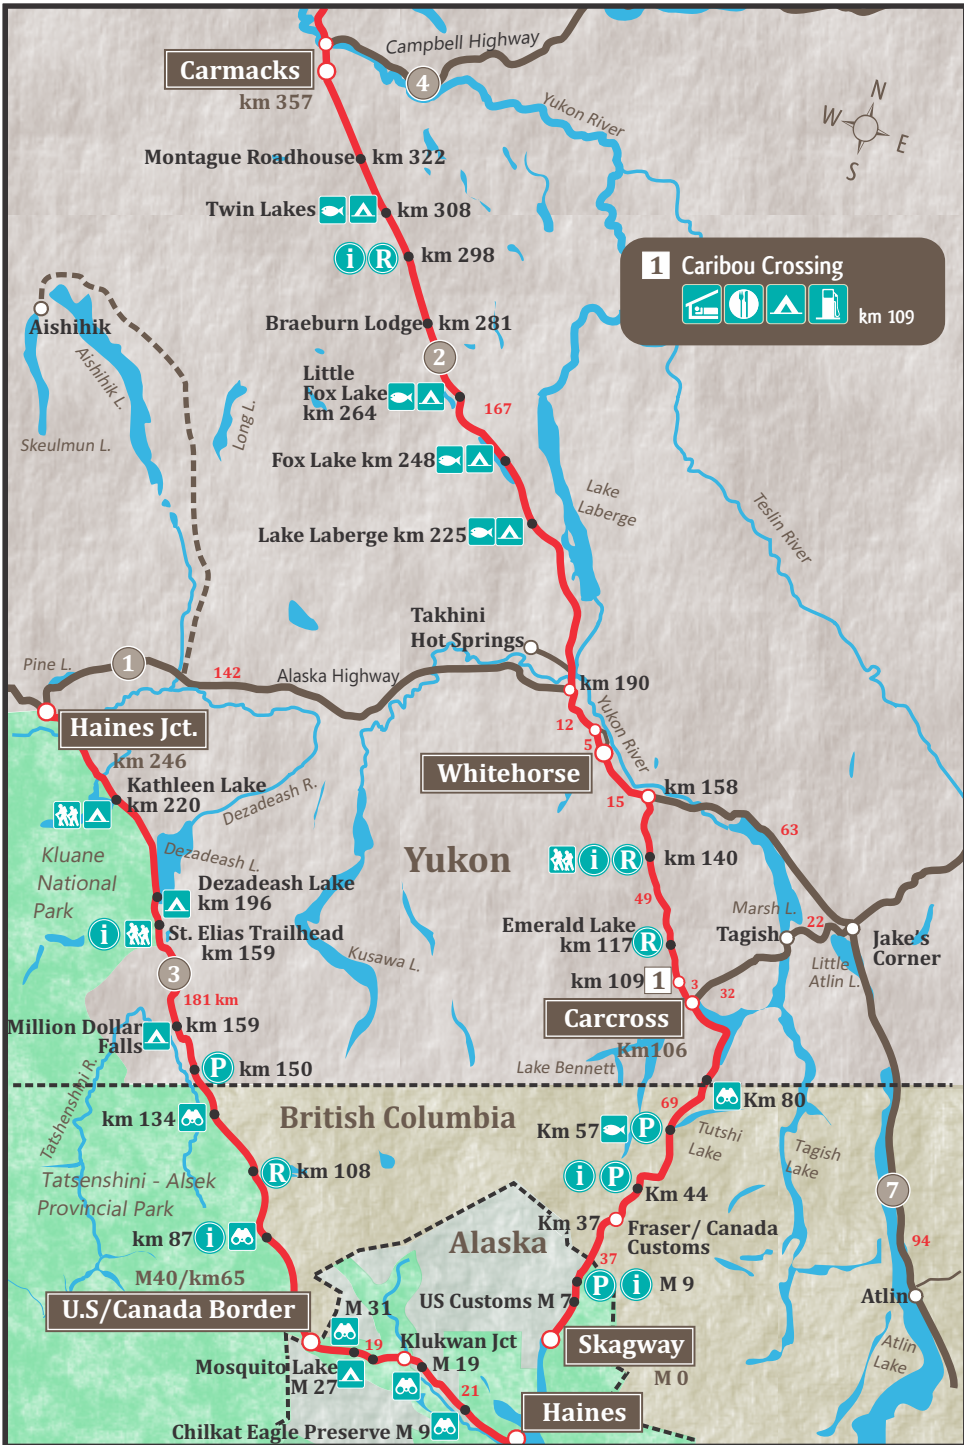 Campbell Highway
Carmacks
km 357
4
Yukon River
N
W
E
S
Montague Roadhouse
km 322
Twin Lakes
km 308
i R
km 298
1 Caribou Crossing
km 109
Aishihik
Aishihik L.
Skeulmun L.
Long L.
Braeburn Lodge
km 281
2
Little
Fox Lake
km 264
167
Fox Lake km 248
Lake
Laberge
Teslin River
Lake Laberge km 225
Takhini
Hot Springs
Pine L.
1
142
Alaska Highway
km 190
12
Yukon River
5
Haines Jct.
km 246
Whitehorse
15
km 158
Kathleen Lake
km 220
Dezadeash R.
63
Kluane
National
Park
Dezadeash L.
Yukon
i R
km 140
Dezadeash Lake
km 196
49
Marsh L.
22
i
St. Elias Trailhead
km 159
Emerald Lake
km 117
R
Tagish
Jake's
Corner
Kusawa L.
Little
Atlin L.
3
km 109 1
3
32
181 km
Carcross
Km106
Million Dollar
Falls
km 159
Lake Bennett
P
km 150
Tatshenshini R.
British Columbia
69
Km 80
km 134
Km 57
P
Tutshi
Lake
Tagish
Lake
R
km 108
Tatsenshini - Alsek
Provincial Park
i P
Km 44
7
km 87
i
Km 37
Fraser/ Canada
Customs
Alaska
37
94
M40/km65
P i
M 9
U.S/Canada Border
US Customs M 7
Atlin
M 31
Klukwan Jct
Skagway
M 0
19
Mosquito Lake
M 27
M 19
Atlin
Lake
21
Haines
Chilkat Eagle Preserve M 9